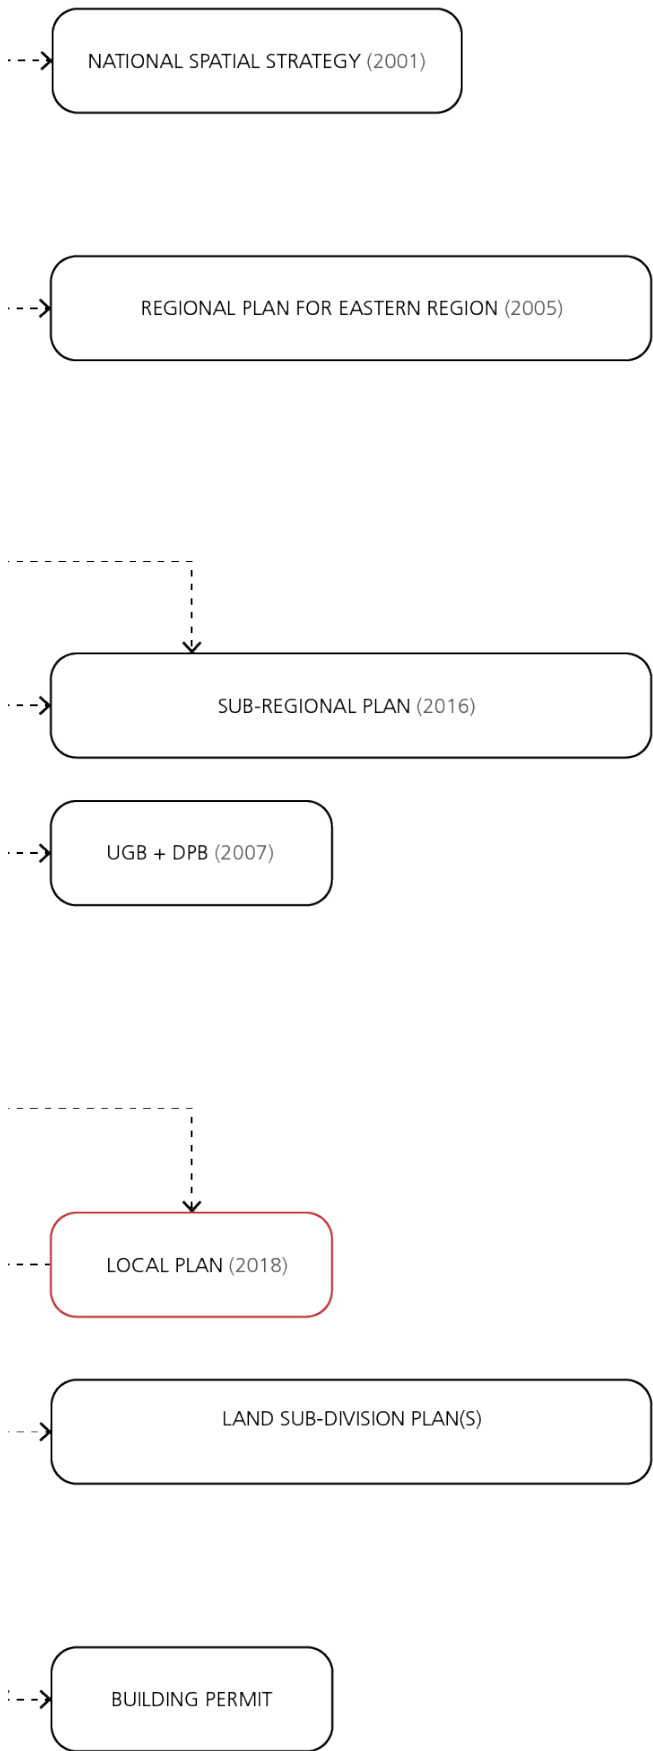 NATIONAL SPATIAL STRATEGY (2001)
REGIONAL PLAN FOR EASTERN REGION (2005)
SUB-REGIONAL PLAN (2016)
UGB + DPB (2007)
LOCAL PLAN (2018)
LAND SUB-DIVISION PLAN(S)
BUILDING PERMIT